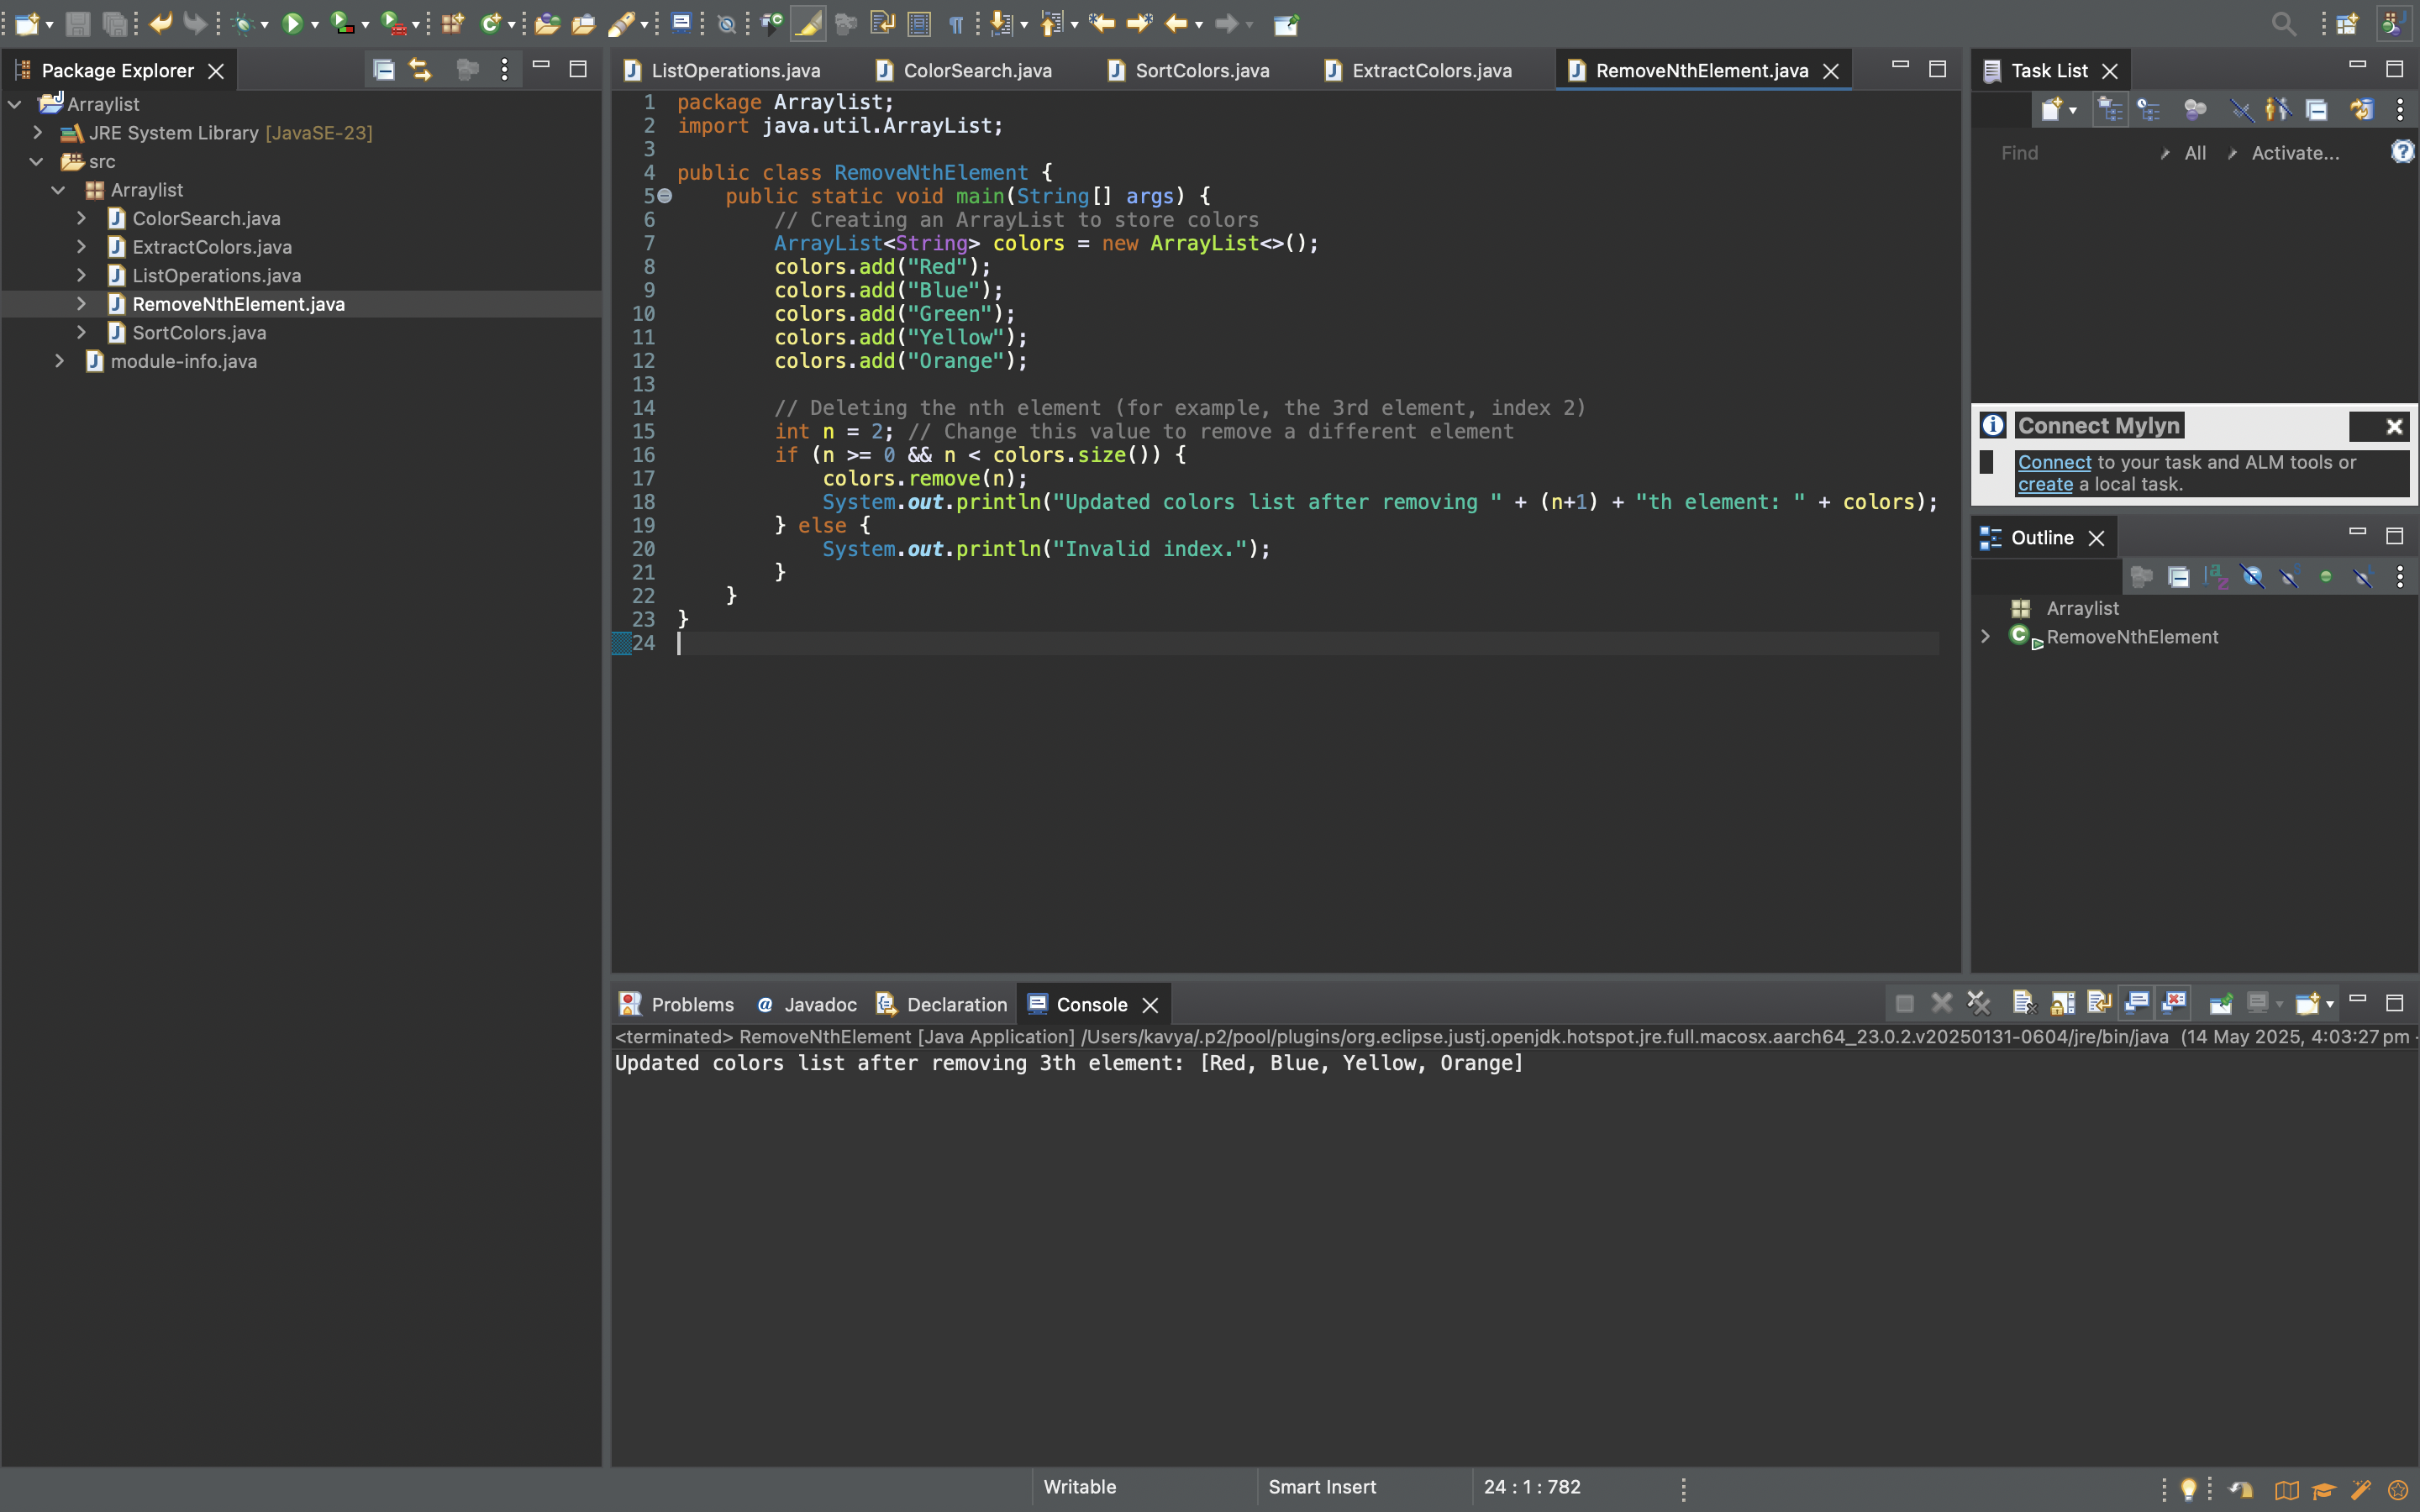 Package Explorer
Arraylist
JRE System Library [JavaSE-23]
src
Arraylist
ColorSearch.java
ExtractColors.java
ListOperations.java
RemoveNthElement.java
SortColors.java
module-info.java
ListOperations.java ColorSearch.java SortColors.java ExtractColors.java RemoveNthElement.java
1 package Arraylist;
2 import java.util.ArrayList;
3
4 public class RemoveNthElement {
5     public static void main(String[] args) {
6         // Creating an ArrayList to store colors
7         ArrayList<String> colors = new ArrayList<>();
8         colors.add("Red");
9         colors.add("Blue");
10         colors.add("Green");
11         colors.add("Yellow");
12         colors.add("Orange");
13
14         // Deleting the nth element (for example, the 3rd element, index 2)
15         int n = 2; // Change this value to remove a different element
16         if (n >= 0 && n < colors.size()) {
17             colors.remove(n);
18             System.out.println("Updated colors list after removing " + (n+1) + "th element: " + colors);
19         } else {
20             System.out.println("Invalid index.");
21         }
22     }
23 }
24
Task List
Find All Activate...
Connect Mylyn
Connect to your task and ALM tools or
create a local task.
Outline
Arraylist
RemoveNthElement
Problems @ Javadoc Declaration Console
<terminated> RemoveNthElement [Java Application] /Users/kavya/.p2/pool/plugins/org.eclipse.justj.openjdk.hotspot.jre.full.macosx.aarch64_23.0.2.v20250131-0604/jre/bin/java (14 May 2025, 4:03:27 pm
Updated colors list after removing 3th element: [Red, Blue, Yellow, Orange]
Writable Smart Insert 24 : 1 : 782